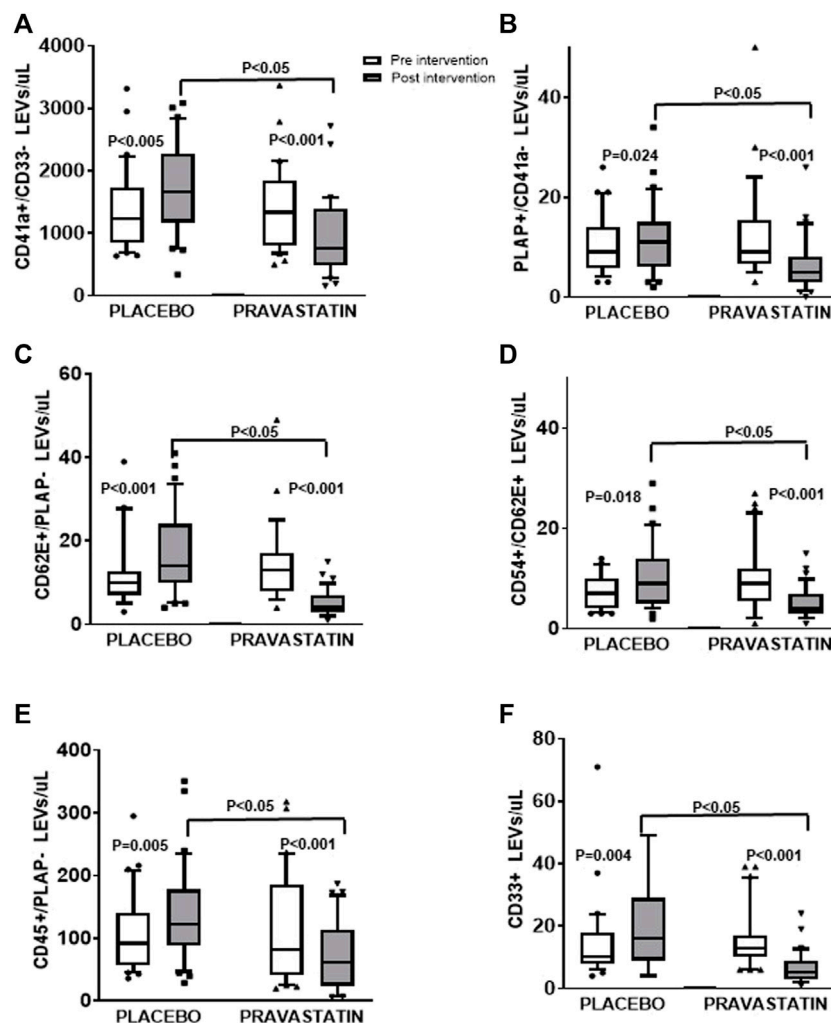 A
CD41a+/CD33- LEVs/uL
4000
3000
2000
1000
0
P<0.05
P<0.005
P<0.001
PLACEBO
PRAVASTATIN
Pre intervention
Post intervention
B
PLAP+/CD41a- LEVs/uL
40
20
0
P<0.05
P=0.024
P<0.001
PLACEBO
PRAVASTATIN
C
CD62E+/PLAP- LEVs/uL
60
40
20
0
P<0.05
P<0.001
P<0.001
PLACEBO
PRAVASTATIN
D
CD54+/CD62E+ LEVs/uL
40
20
0
P<0.05
P=0.018
P<0.001
PLACEBO
PRAVASTATIN
E
CD45+/PLAP- LEVs/uL
400
300
200
100
0
P<0.05
P=0.005
P<0.001
PLACEBO
PRAVASTATIN
F
CD33+ LEVs/uL
80
60
40
20
0
P<0.05
P=0.004
P<0.001
PLACEBO
PRAVASTATIN